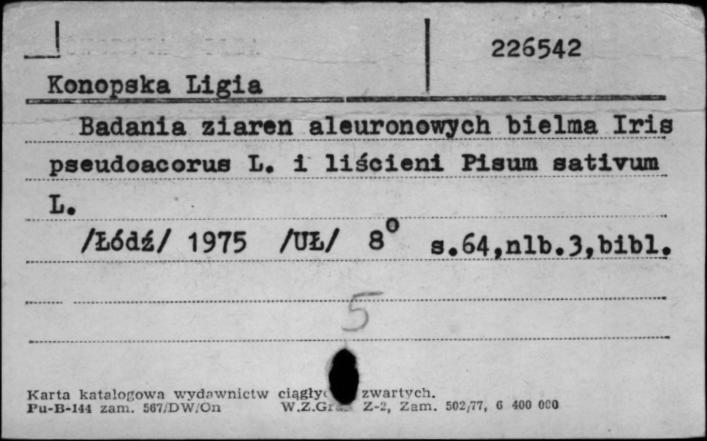 226542
Konopska Ligia
Badania ziaren aleuronowych bielma Iris
pseudoacorus L. i liścieni Pisum sativum
L.
/Łódź/ 1975 /UŁ/ 8° s.64,nlb.3,bibl.
5
Karta katalogowa wydawnictw zwartych.
Pu-B-144 zam. 567/DW/On W.Z.Graf. Z-2, Zam. 502/77, 6 400 000